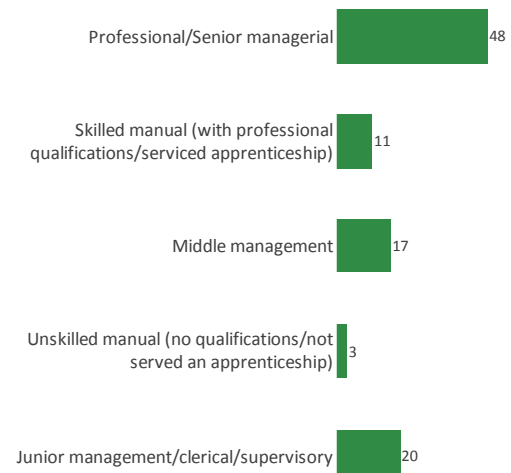 Professional/Senior managerial 48
Skilled manual (with professional
qualifications/serviced apprenticeship) 11
Middle management 17
Unskilled manual (no qualifications/not
served an apprenticeship) 3
Junior management/clerical/supervisory 20